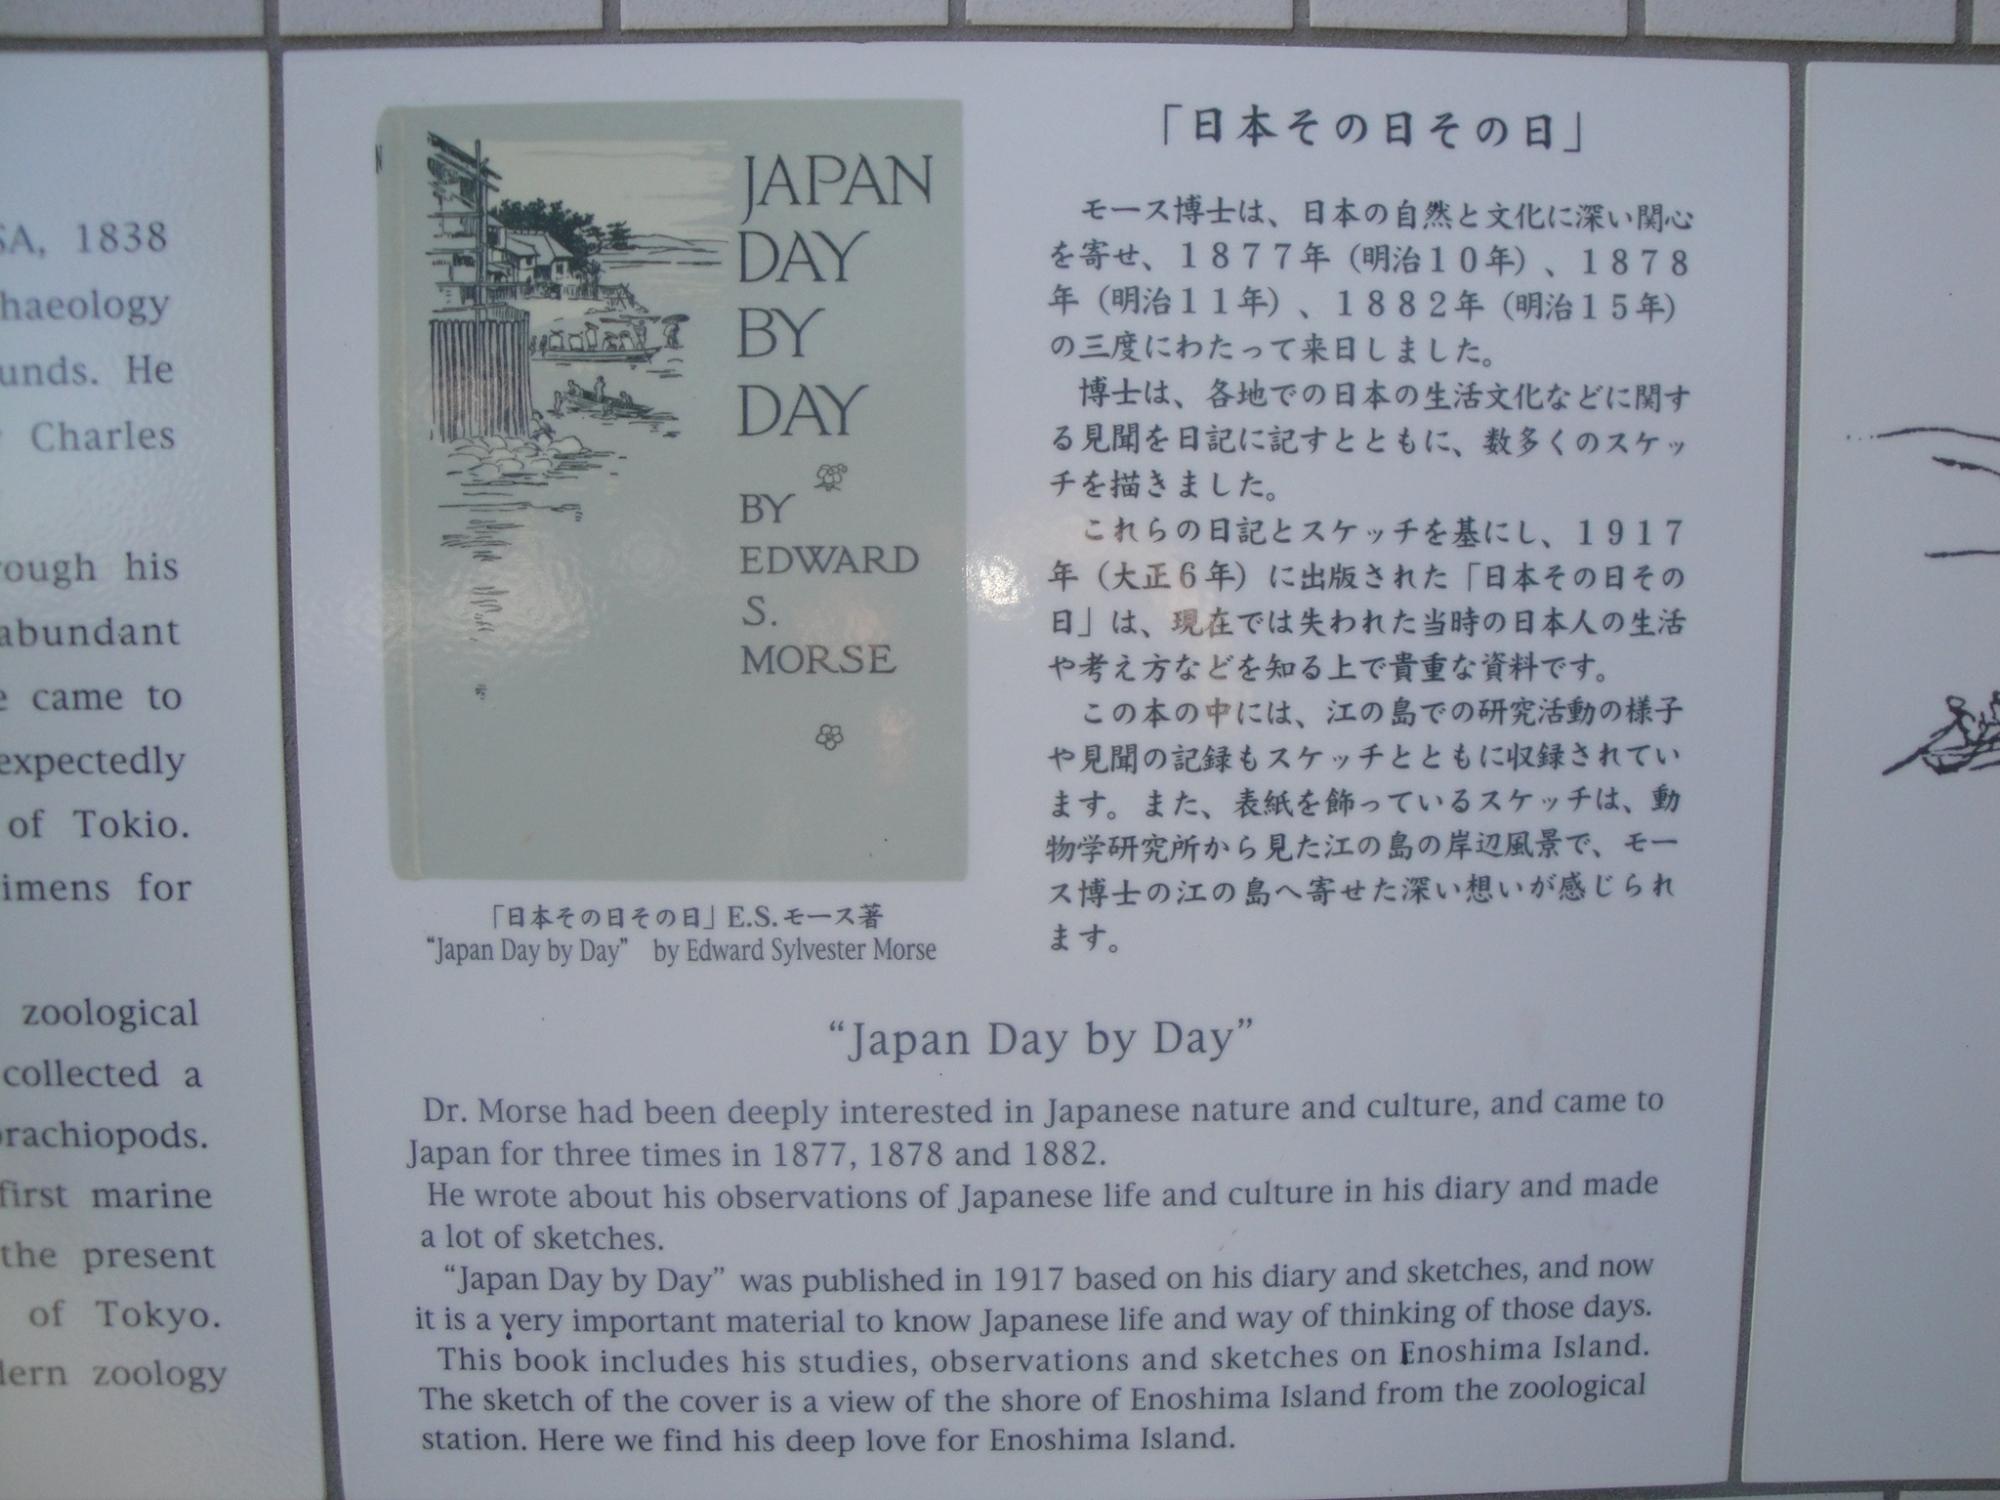 SA, 1838
haeology
unds. He
Charles
ough his
abundant
e came to
expectedly
of Tokio.
imens for
zoological
collected a
brachiopods.
first marine
the present
of Tokyo.
dern zoology
JAPAN
DAY
BY
DAY
BY
EDWARD
S.
MORSE
「日本その日その日」E.S.モース著
“Japan Day by Day” by Edward Sylvester Morse
「日本その日その日」
モース博士は、日本の自然と文化に深い関心
を寄せ、1877年(明治10年)、1878
年(明治11年)、1882年(明治15年)
の三度にわたって来日しました。
博士は、各地での日本の生活文化などに関す
る見聞を日記に記すとともに、数多くのスケッ
チを描きました。
これらの日記とスケッチを基にし、1917
年(大正6年)に出版された「日本その日その
日」は、現在では失われた当時の日本人の生活
や考え方などを知る上で貴重な資料です。
この本の中には、江の島での研究活動の様子
や見聞の記録もスケッチとともに収録されてい
ます。また、表紙を飾っているスケッチは、動
物学研究所から見た江の島の岸辺風景で、モー
ス博士の江の島へ寄せた深い想いが感じられ
ます。
“Japan Day by Day”
Dr. Morse had been deeply interested in Japanese nature and culture, and came to
Japan for three times in 1877, 1878 and 1882.
He wrote about his observations of Japanese life and culture in his diary and made
a lot of sketches.
“Japan Day by Day” was published in 1917 based on his diary and sketches, and now
it is a very important material to know Japanese life and way of thinking of those days.
This book includes his studies, observations and sketches on Enoshima Island.
The sketch of the cover is a view of the shore of Enoshima Island from the zoological
station. Here we find his deep love for Enoshima Island.